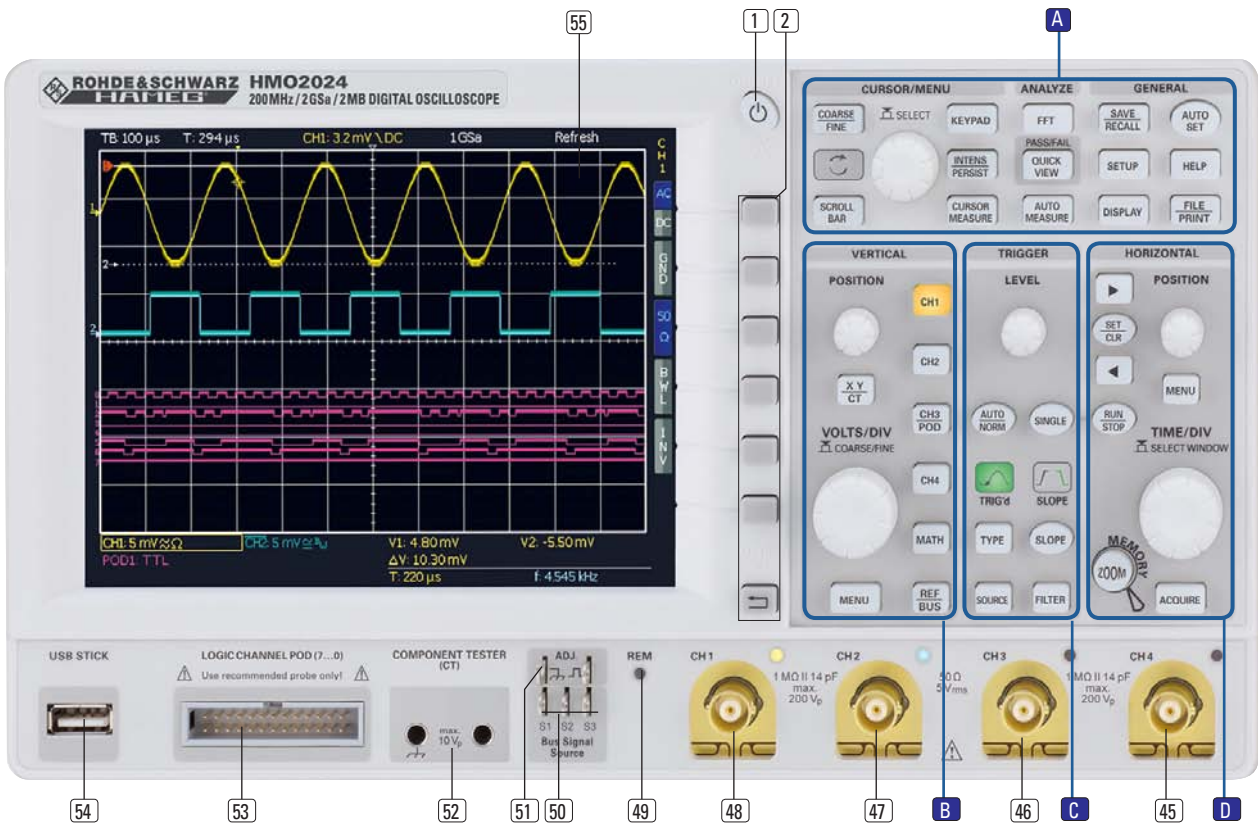 55
1
2
A
ROHDE&SCHWARZ HMO2024
HAMEG
200 MHz / 2 GSa / 2 MB DIGITAL OSCILLOSCOPE
TB: 100 µs T: 294 µs CH1: 3.2 mV \ DC 1GSa Refresh
CH1
AC
DC
GND
50 Ω
BWL
INV
1
2
2
CH1: 5 mV≂Ω CH2: 5 mV
V1: 4.80 mV V2: -5.50 mV
POD1: TTL
ΔV: 10.30 mV
T: 220 µs f: 4.545 kHz
CURSOR/MENU
COARSE
FINE
SELECT
KEYPAD
INTENS
PERSIST
SCROLL
BAR
CURSOR
MEASURE
ANALYZE
FFT
PASS/FAIL
QUICK
VIEW
AUTO
MEASURE
GENERAL
SAVE
RECALL
AUTO
SET
SETUP
HELP
DISPLAY
FILE
PRINT
VERTICAL
POSITION
CH1
CH2
X Y
CT
CH3
POD
VOLTS/DIV
COARSE/FINE
CH4
MATH
MENU
REF
BUS
TRIGGER
LEVEL
AUTO
NORM
SINGLE
TRIG'd
SLOPE
TYPE
SLOPE
SOURCE
FILTER
HORIZONTAL
POSITION
SET
CLR
MENU
RUN
STOP
TIME/DIV
SELECT WINDOW
MEMORY
ZOOM
ACQUIRE
USB STICK
LOGIC CHANNEL POD (7...0)
Use recommended probe only!
COMPONENT TESTER
(CT)
max.
10 Vp
ADJ.
S1 S2 S3
Bus Signal
Source
REM
CH 1
1 MΩ II 14 pF
max.
200 Vp
CH 2
50 Ω
5 Vrms
CH 3
1 MΩ II 14 pF
max.
200 Vp
CH 4
54
53
52
51
50
49
48
47
B
46
C
45
D